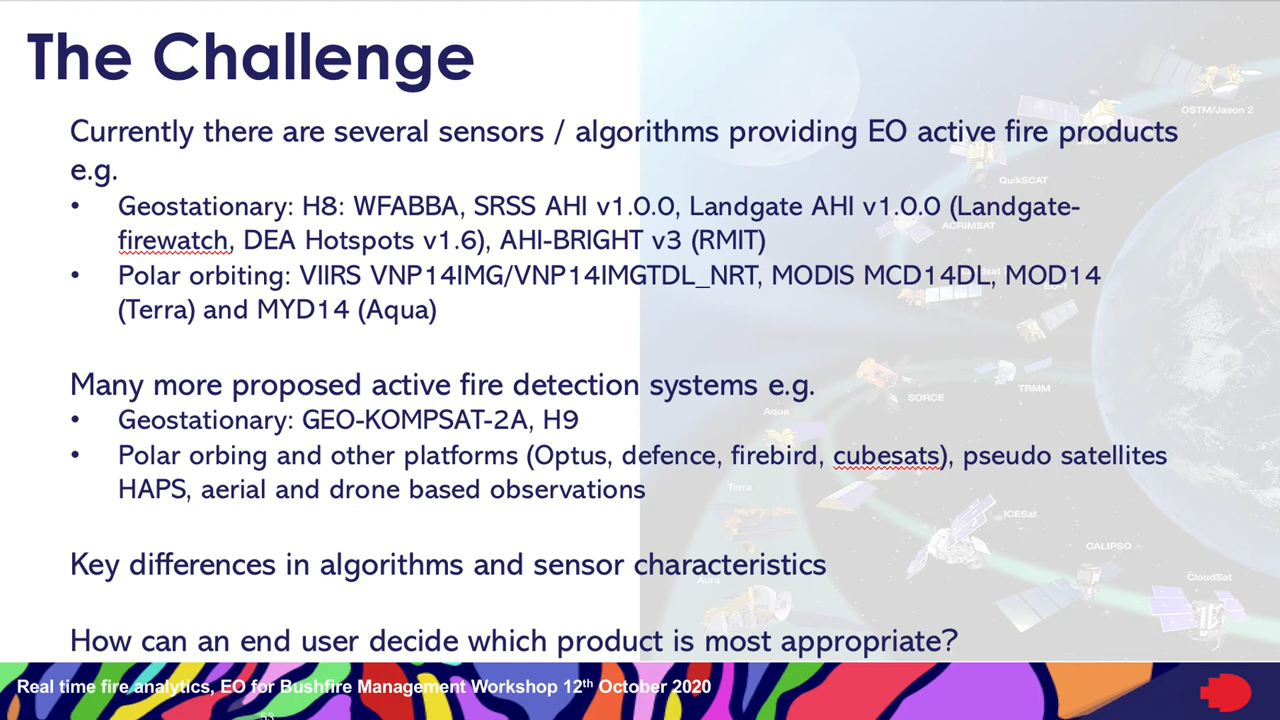 The Challenge
Currently there are several sensors / algorithms providing EO active fire products
e.g.
• Geostationary: H8: WFABBA, SRSS AHI v1.0.0, Landgate AHI v1.0.0 (Landgate-
firewatch, DEA Hotspots v1.6), AHI-BRIGHT v3 (RMIT)
• Polar orbiting: VIIRS VNP14IMG/VNP14IMGTDL_NRT, MODIS MCD14DL, MOD14
(Terra) and MYD14 (Aqua)
Many more proposed active fire detection systems e.g.
• Geostationary: GEO-KOMPSAT-2A, H9
• Polar orbing and other platforms (Optus, defence, firebird, cubesats), pseudo satellites
HAPS, aerial and drone based observations
Key differences in algorithms and sensor characteristics
How can an end user decide which product is most appropriate?
OSTM/Jason 2
QuikSCAT
ACRIMSAT
SORCE
TRMM
Aqua
Terra
ICESat
CALIPSO
CloudSat
Aura
Real time fire analytics, EO for Bushfire Management Workshop 12th October 2020
53